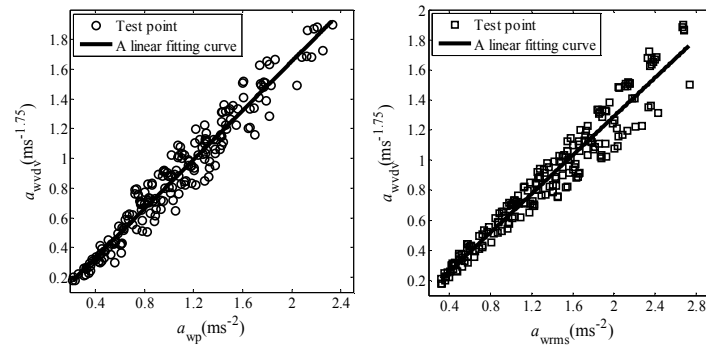 Test point
A linear fitting curve
1.8
1.6
1.4
1.2
1
0.8
0.6
0.4
0.2
a_wvdv(ms^-1.75)
0.4 0.8 1.2 1.6 2 2.4
a_wp(ms^-2)
Test point
A linear fitting curve
2
1.8
1.6
1.4
1.2
1
0.8
0.6
0.4
0.2
a_wvdv(ms^-1.75)
0.4 0.8 1.2 1.6 2 2.4 2.8
a_wrms(ms^-2)